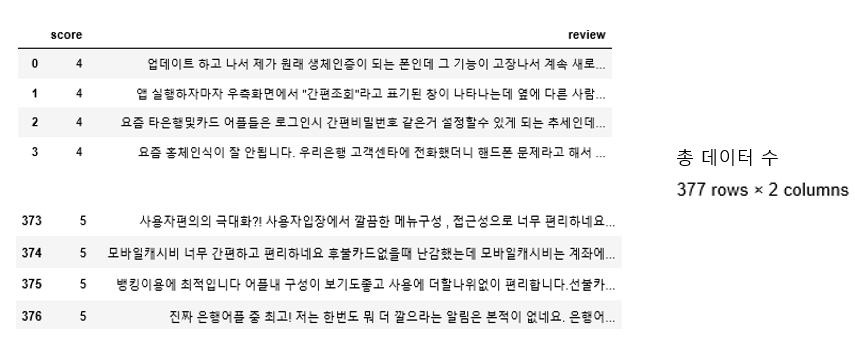 score review
0 4 업데이트 하고 나서 제가 원래 생체인증이 되는 폰인데 그 기능이 고장나서 계속 새로...
1 4 앱 실행하자마자 우측화면에서 "간편조회"라고 표기된 창이 나타나는데 옆에 다른 사람...
2 4 요즘 타은행및카드 어플들은 로그인시 간편비밀번호 같은거 설정할수 있게 되는 추세인데...
3 4 요즘 홍체인식이 잘 안됩니다. 우리은행 고객센타에 전화했더니 핸드폰 문제라고 해서 ...
373 5 사용자편의의 극대화?! 사용자입장에서 깔끔한 메뉴구성 , 접근성으로 너무 편리하네요...
374 5 모바일캐시비 너무 간편하고 편리하네요 후불카드없을때 난감했는데 모바일캐시비는 계좌에...
375 5 뱅킹이용에 최적입니다 어플내 구성이 보기도좋고 사용에 더할나위없이 편리합니다.선불카...
376 5 진짜 은행어플 중 최고! 저는 한번도 뭐 더 깔으라는 알림은 본적이 없네요. 은행어...
총 데이터 수
377 rows × 2 columns